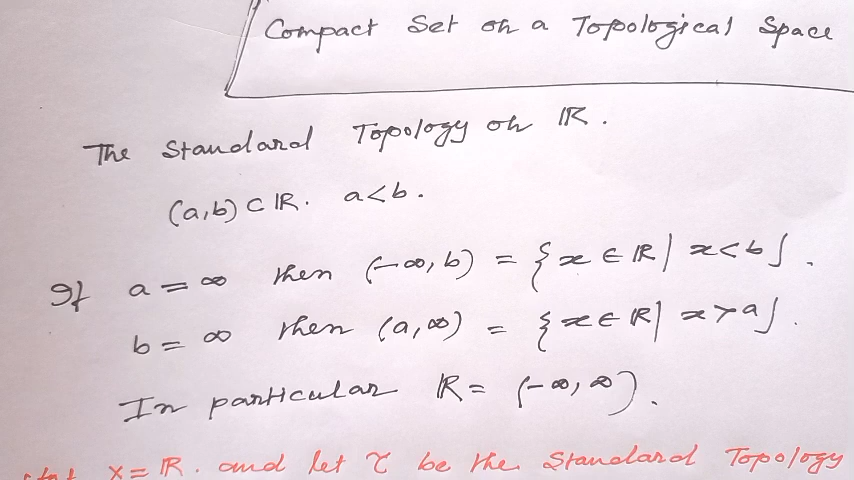 Compact Set on a Topological Space
The Standard Topology on ℝ.
(a,b) ⊂ ℝ. a<b.
If a = ∞ then (-∞, b) = {x ∈ ℝ | x<b}.
b = ∞ then (a,∞) = {x ∈ ℝ | x>a}.
In particular ℝ = (-∞, ∞).
X = ℝ. and let τ be the Standard Topology